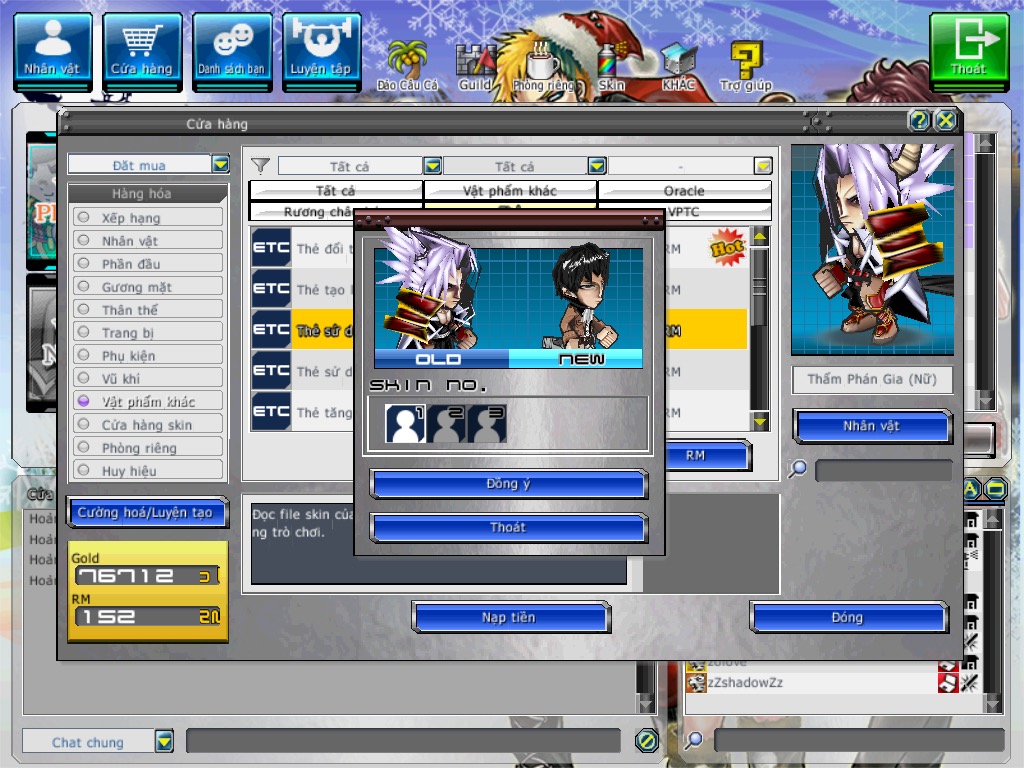 Nhân vật
Cửa hàng
Danh sách bạn
Luyện tập
Đảo Câu Cá
Guild
Phòng riêng
Skin
KHÁC
Trợ giúp
Thoát
Cửa hàng
Đặt mua
Hàng hóa
Xếp hạng
Nhân vật
Phần đầu
Gương mặt
Thân thể
Trang bị
Phụ kiện
Vũ khí
Vật phẩm khác
Cửa hàng skin
Phòng riêng
Huy hiệu
Cường hoá/Luyện tạo
Gold
76712
RM
152
Tất cả
Tất cả
-
Tất cả
Vật phẩm khác
Oracle
Rương
VPTC
ETC Thẻ đổi
RM
Hot
ETC Thẻ tạo
RM
ETC Thẻ sử
RM
ETC Thẻ sử
RM
ETC Thẻ tăng
RM
OLD
NEW
SKIN NO.
1
2
3
Đồng ý
Thoát
RM
Đọc file skin
ng trò chơi.
Nạp tiền
Đóng
Thẩm Phán Gia (Nữ)
Nhân vật
zolove
zZshadowZz
Chat chung